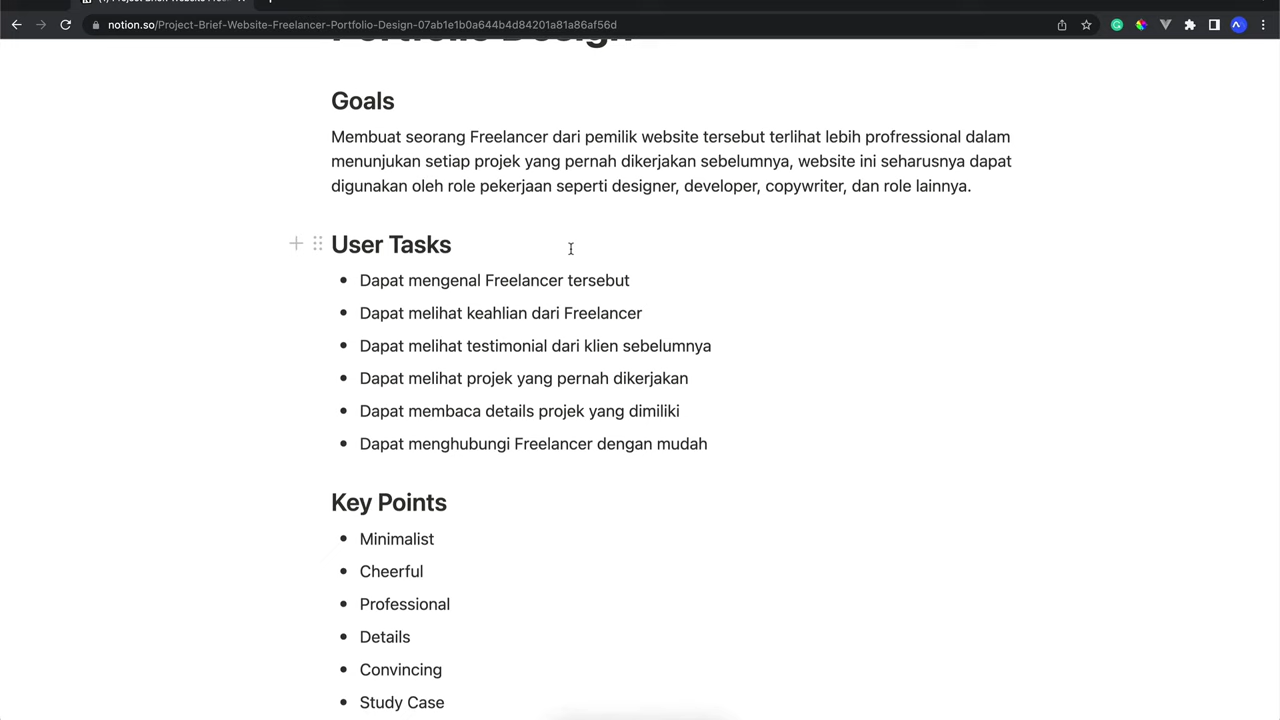 notion.so/Project-Brief-Website-Freelancer-Portfolio-Design-07ab1e1b0a644b4d84201a81a86af56d
Portfolio Design
Goals
Membuat seorang Freelancer dari pemilik website tersebut terlihat lebih profressional dalam
menunjukan setiap projek yang pernah dikerjakan sebelumnya, website ini seharusnya dapat
digunakan oleh role pekerjaan seperti designer, developer, copywriter, dan role lainnya.
User Tasks
Dapat mengenal Freelancer tersebut
Dapat melihat keahlian dari Freelancer
Dapat melihat testimonial dari klien sebelumnya
Dapat melihat projek yang pernah dikerjakan
Dapat membaca details projek yang dimiliki
Dapat menghubungi Freelancer dengan mudah
Key Points
Minimalist
Cheerful
Professional
Details
Convincing
Study Case